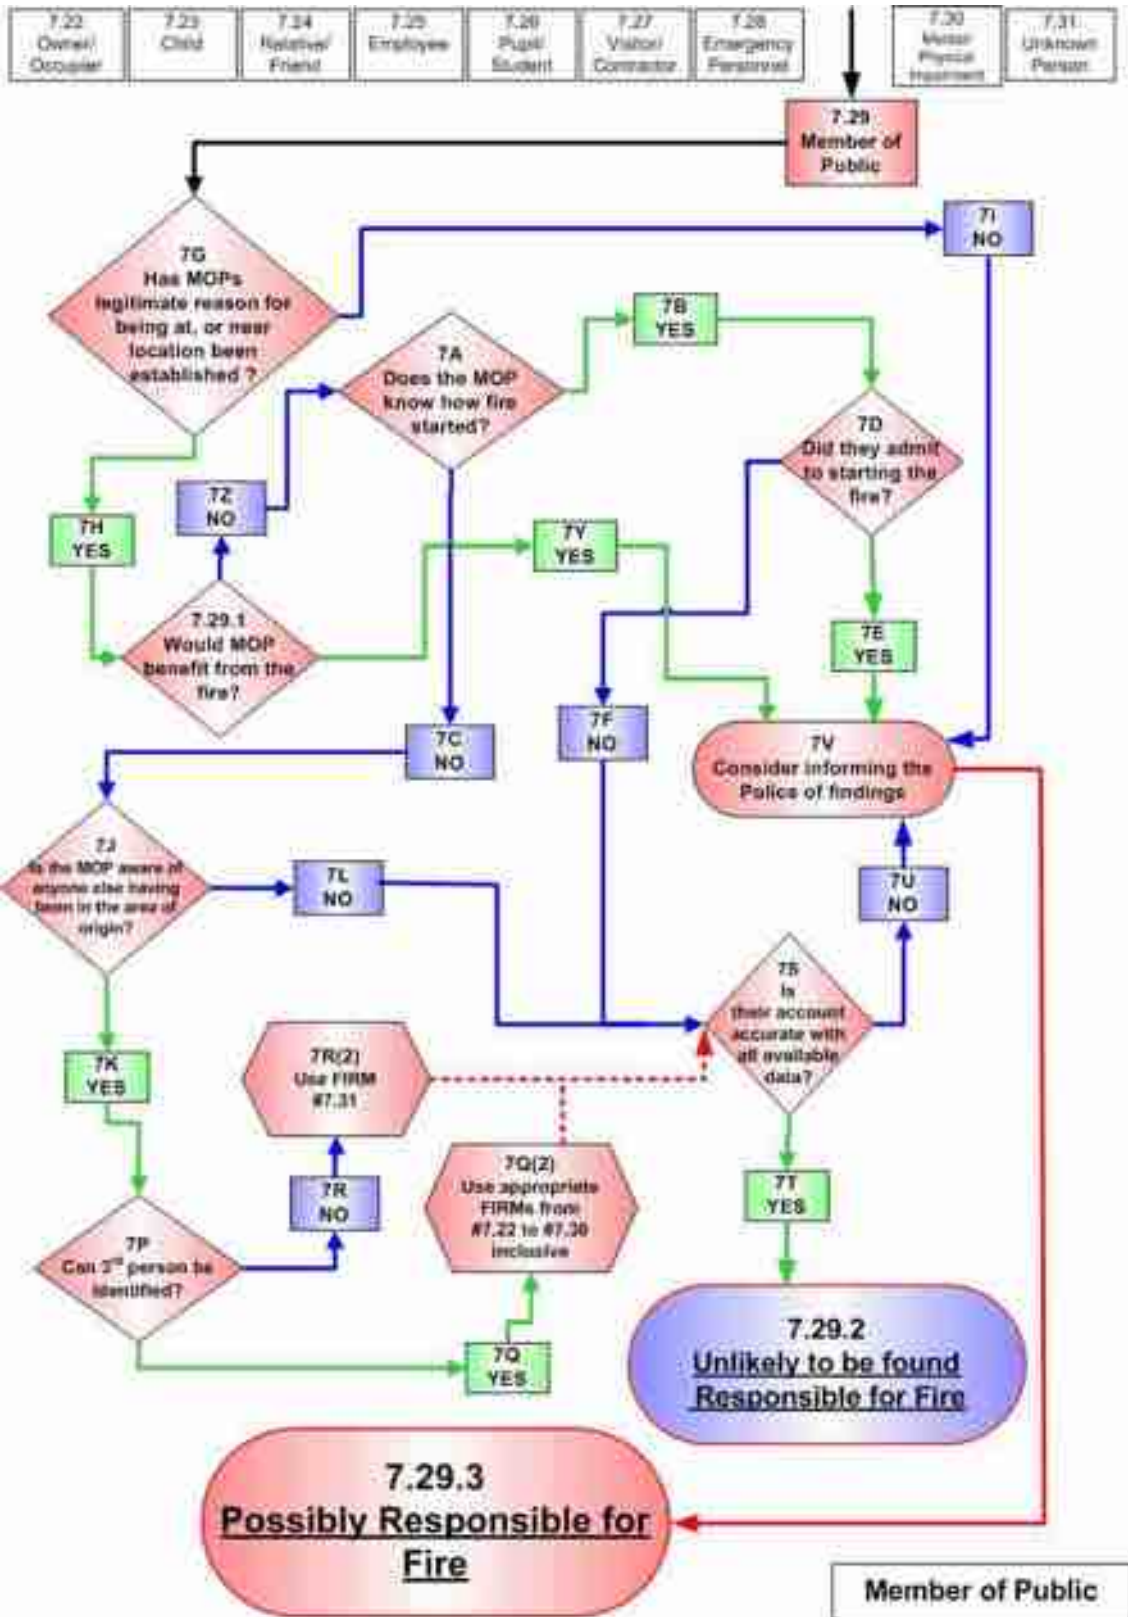 7.22
Owner/
Occupier
7.23
Child
7.24
Relative/
Friend
7.25
Employee
7.26
Pupil/
Student
7.27
Visitor/
Contractor
7.28
Emergency
Personnel
7.30
Mental/
Physical
Impairment
7.31
Unknown
Person
7.29
Member of
Public
7G
Has MOPs
legitimate reason for
being at, or near
location been
established ?
7I
NO
7B
YES
7A
Does the MOP
know how fire
started?
7D
Did they admit
to starting the
fire?
7Z
NO
7H
YES
7Y
YES
7.29.1
Would MOP
benefit from the
fire?
7E
YES
7F
NO
7C
NO
7V
Consider informing the
Police of findings
7J
Is the MOP aware of
anyone else having
been in the area of
origin?
7L
NO
7U
NO
7S
Is
their account
accurate with
all available
data?
7K
YES
7R(2)
Use FIRM
#7.31
7Q(2)
Use appropriate
FIRMs from
#7.22 to #7.30
inclusive
7R
NO
7T
YES
7P
Can 3rd person be
identified?
7Q
YES
7.29.2
Unlikely to be found
Responsible for Fire
7.29.3
Possibly Responsible for
Fire
Member of Public